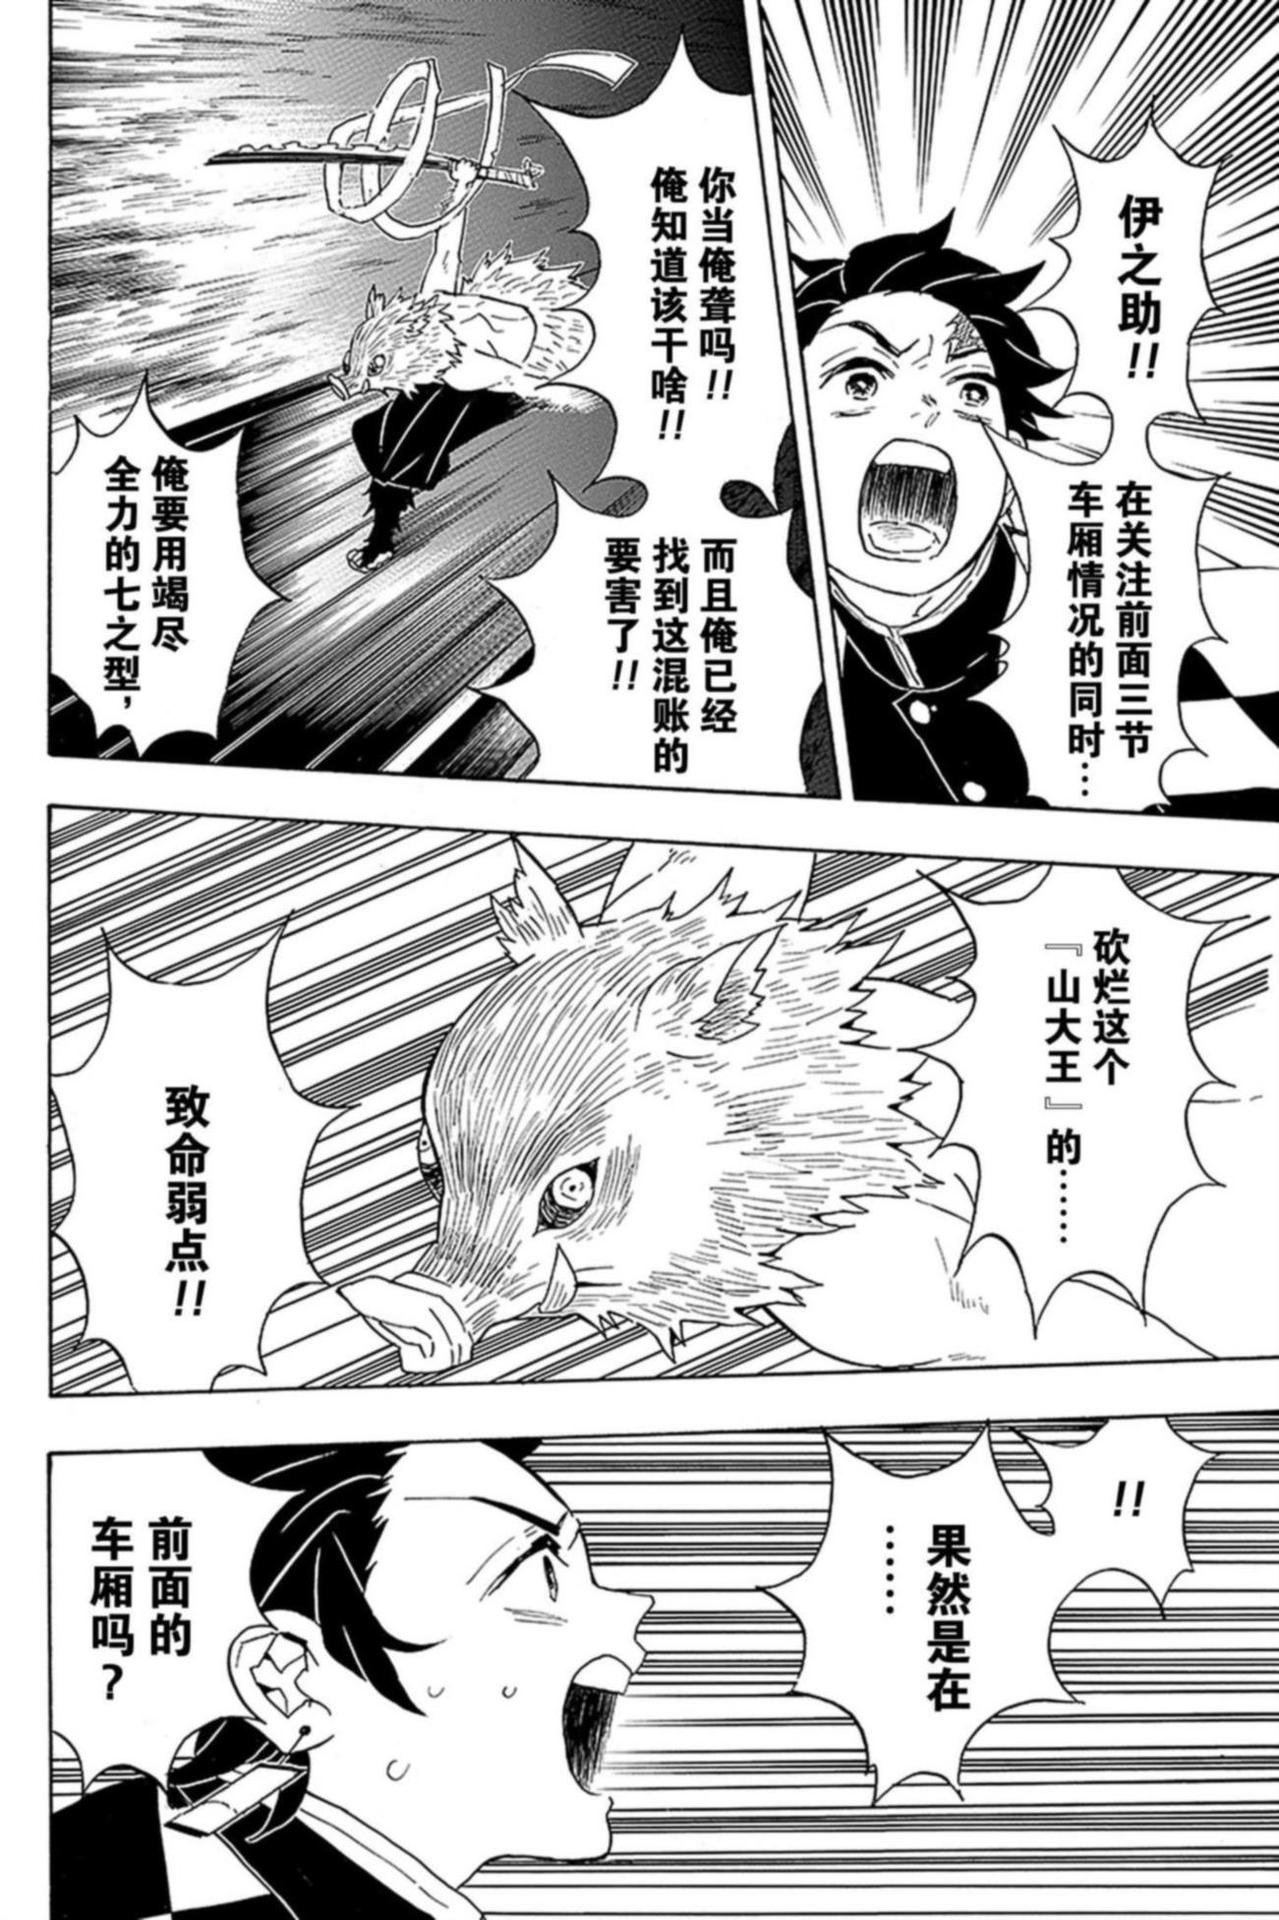 伊之助!!
在关注前面三节
车厢情况的同时…
你当俺聋吗!!
俺知道该干啥!!
而且俺已经
找到这混账的
要害了!!
俺要用竭尽
全力的七之型，
砍烂这个
『山大王』的……
致命弱点!!
!!
果然是在
……
前面的
车厢吗？